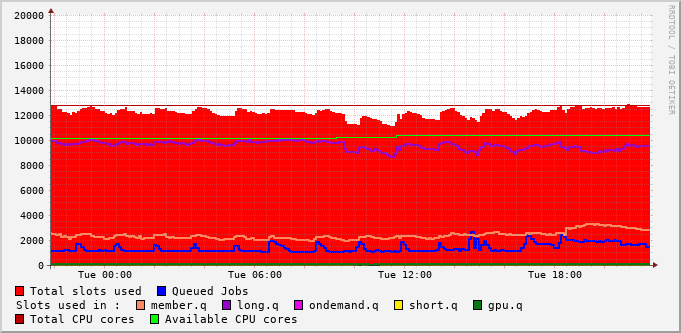 20000
18000
16000
14000
12000
10000
8000
6000
4000
2000
0
Tue 00:00 Tue 06:00 Tue 12:00 Tue 18:00
RRDTOOL / TOBI OETIKER
Total slots used Queued Jobs
Slots used in : member.q long.q ondemand.q short.q gpu.q
Total CPU cores Available CPU cores